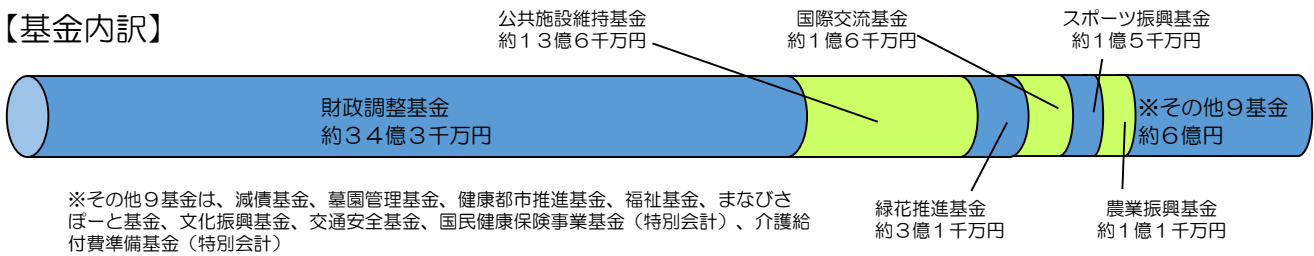 【基金内訳】
公共施設維持基金
約13億6千万円
国際交流基金
約1億6千万円
スポーツ振興基金
約1億5千万円
財政調整基金
約34億3千万円
※その他9基金
約6億円
※その他9基金は、減債基金、墓園管理基金、健康都市推進基金、福祉基金、まなびさ
ぽーと基金、文化振興基金、交通安全基金、国民健康保険事業基金（特別会計）、介護給
付費準備基金（特別会計）
緑花推進基金
約3億1千万円
農業振興基金
約1億1千万円